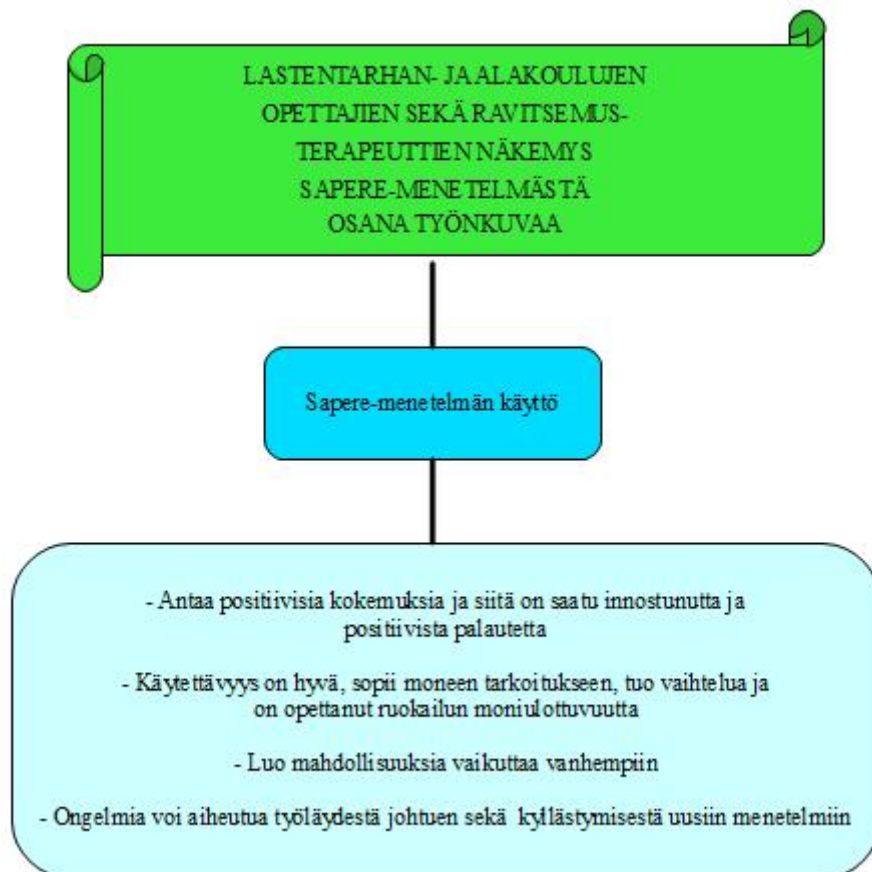 LASTENTARHAN- JA ALAKOULUJEN
OPETTAJIEN SEKÄ RAVITSEMUS-
TERAPEUTTIEN NÄKEMYS
SAPERE-MENETELMÄSTÄ
OSANA TYÖNKUVAA
Sapere-menetelmän käyttö
- Antaa positiivisia kokemuksia ja siitä on saatu innostunutta ja
positiivista palautetta
- Käytettävyys on hyvä, sopii moneen tarkoitukseen, tuo vaihtelua ja
on opettanut ruokailun moniulottuvuutta
- Luo mahdollisuuksia vaikuttaa vanhempiin
- Ongelmia voi aiheutua työläydestä johtuen sekä kyllästymisestä uusiin menetelmiin